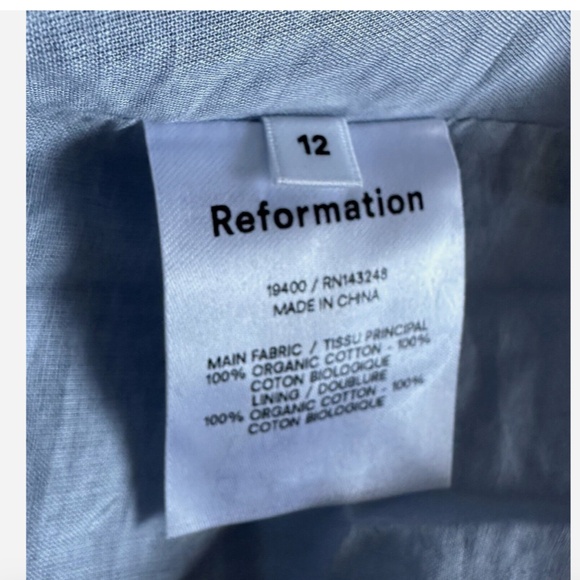 12
Reformation
19400 / RN143248
MADE IN CHINA
MAIN FABRIC / TISSU PRINCIPAL
100% ORGANIC COTTON - 100%
COTON BIOLOGIQUE
LINING / DOUBLURE
100% ORGANIC COTTON - 100%
COTON BIOLOGIQUE